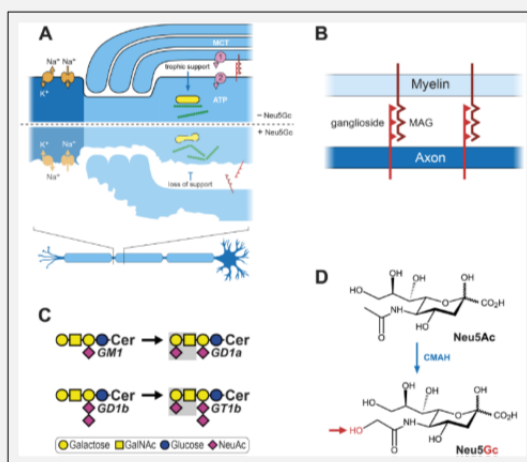 A
Na⁺ Na⁺
MCT
1
trophic support
2
K⁺
ATP
− Neu5Gc
+ Neu5Gc
K⁺
Na⁺ Na⁺
loss of support
B
Myelin
ganglioside MAG
Axon
C
Cer Cer
GM1 GD1a
Cer Cer
GD1b GT1b
Galactose GalNAc Glucose NeuAc
D
OH
HO OH OH
HO CO₂H
HN OH
O
Neu5Ac
CMAH
OH
HO OH OH
HO O CO₂H
HO HN OH
O
Neu5Gc